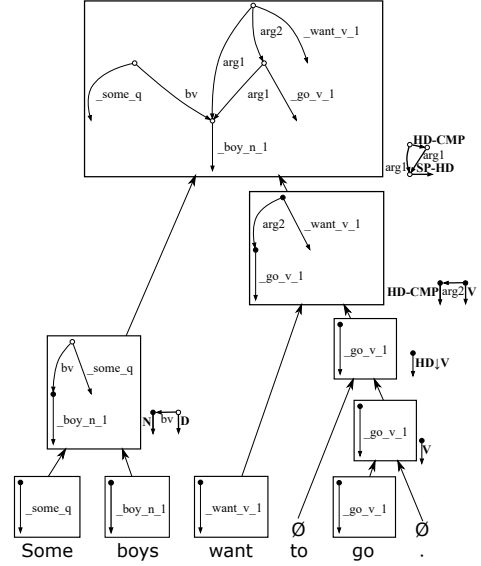 arg2 _want_v_1
arg1
_some_q bv arg1 _go_v_1
_boy_n_1
HD-CMP
arg1
arg1 SP-HD
arg2 _want_v_1
_go_v_1
HD-CMP arg2 V
_go_v_1 HD↓V
bv _some_q
_boy_n_1 N bv D
_go_v_1 V
_some_q _boy_n_1 _want_v_1 _go_v_1
Ø Ø
Some boys want to go .